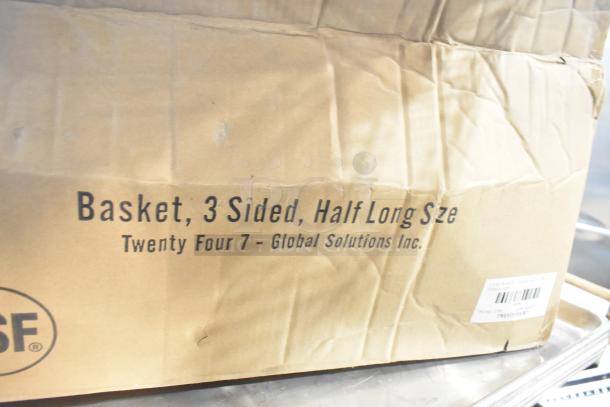 Basket, 3 Sided, Half Long Sze
Twenty Four 7 - Global Solutions Inc.
SF®